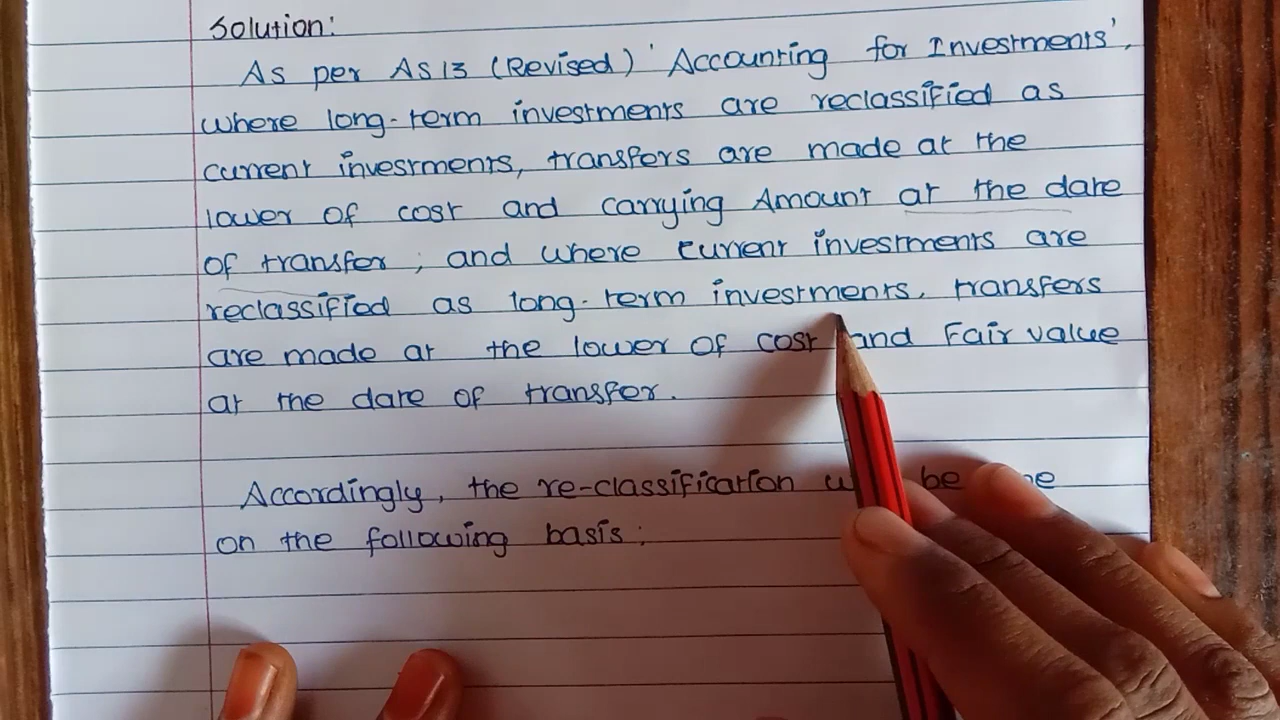 Solution:
As per AS 13 (Revised) 'Accounting for Investments',
where long-term investments are reclassified as
current investments, transfers are made at the
lower of cost and carrying Amount at the date
of transfer; and where current investments are
reclassified as long-term investments, transfers
are made at the lower of cost and Fair value
at the date of transfer.
Accordingly, the re-classification be
on the following basis: